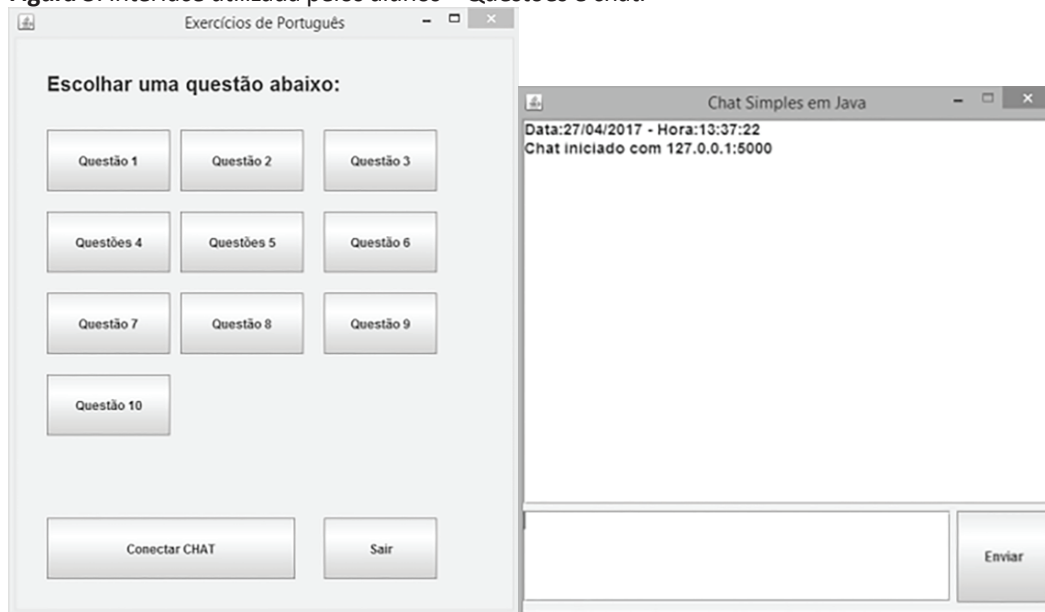 Exercícios de Português
Escolhar uma questão abaixo:
Questão 1 Questão 2 Questão 3
Questões 4 Questões 5 Questão 6
Questão 7 Questão 8 Questão 9
Questão 10
Conectar CHAT Sair
Chat Simples em Java
Data:27/04/2017 - Hora:13:37:22
Chat iniciado com 127.0.0.1:5000
Enviar